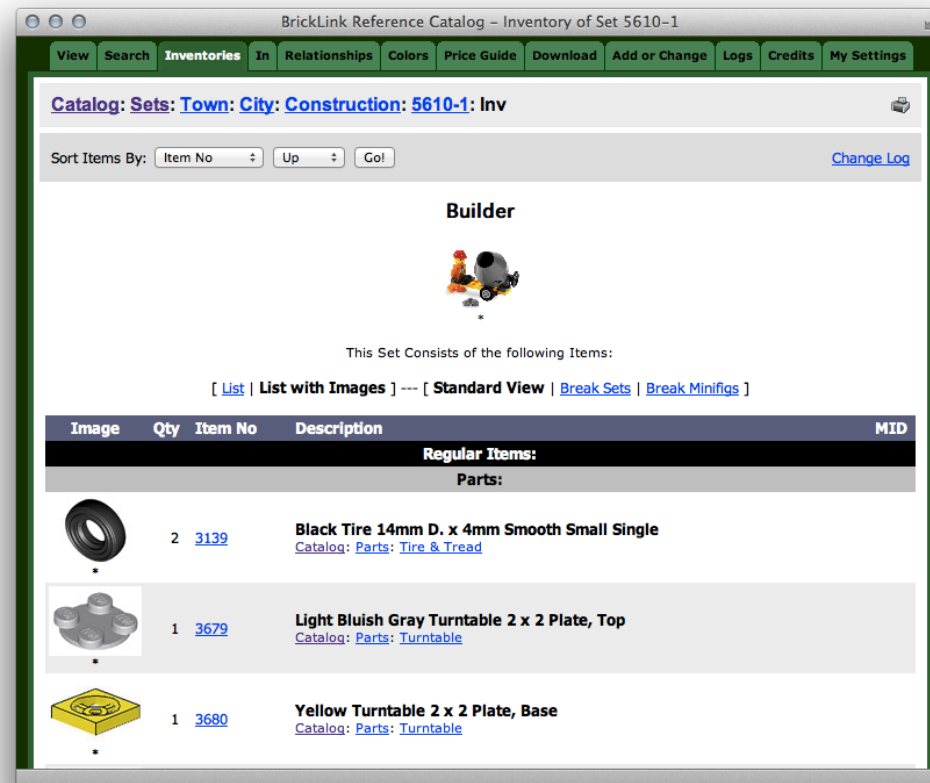 BrickLink Reference Catalog – Inventory of Set 5610-1
View Search Inventories In Relationships Colors Price Guide Download Add or Change Logs Credits My Settings
Catalog: Sets: Town: City: Construction: 5610-1: Inv
Sort Items By: Item No Up Go! Change Log
Builder
*
This Set Consists of the following Items:
[ List | List with Images ] --- [ Standard View | Break Sets | Break Minifigs ]
Image Qty Item No Description MID
Regular Items:
Parts:
2 3139 Black Tire 14mm D. x 4mm Smooth Small Single
Catalog: Parts: Tire & Tread
*
1 3679 Light Bluish Gray Turntable 2 x 2 Plate, Top
Catalog: Parts: Turntable
*
1 3680 Yellow Turntable 2 x 2 Plate, Base
Catalog: Parts: Turntable
*